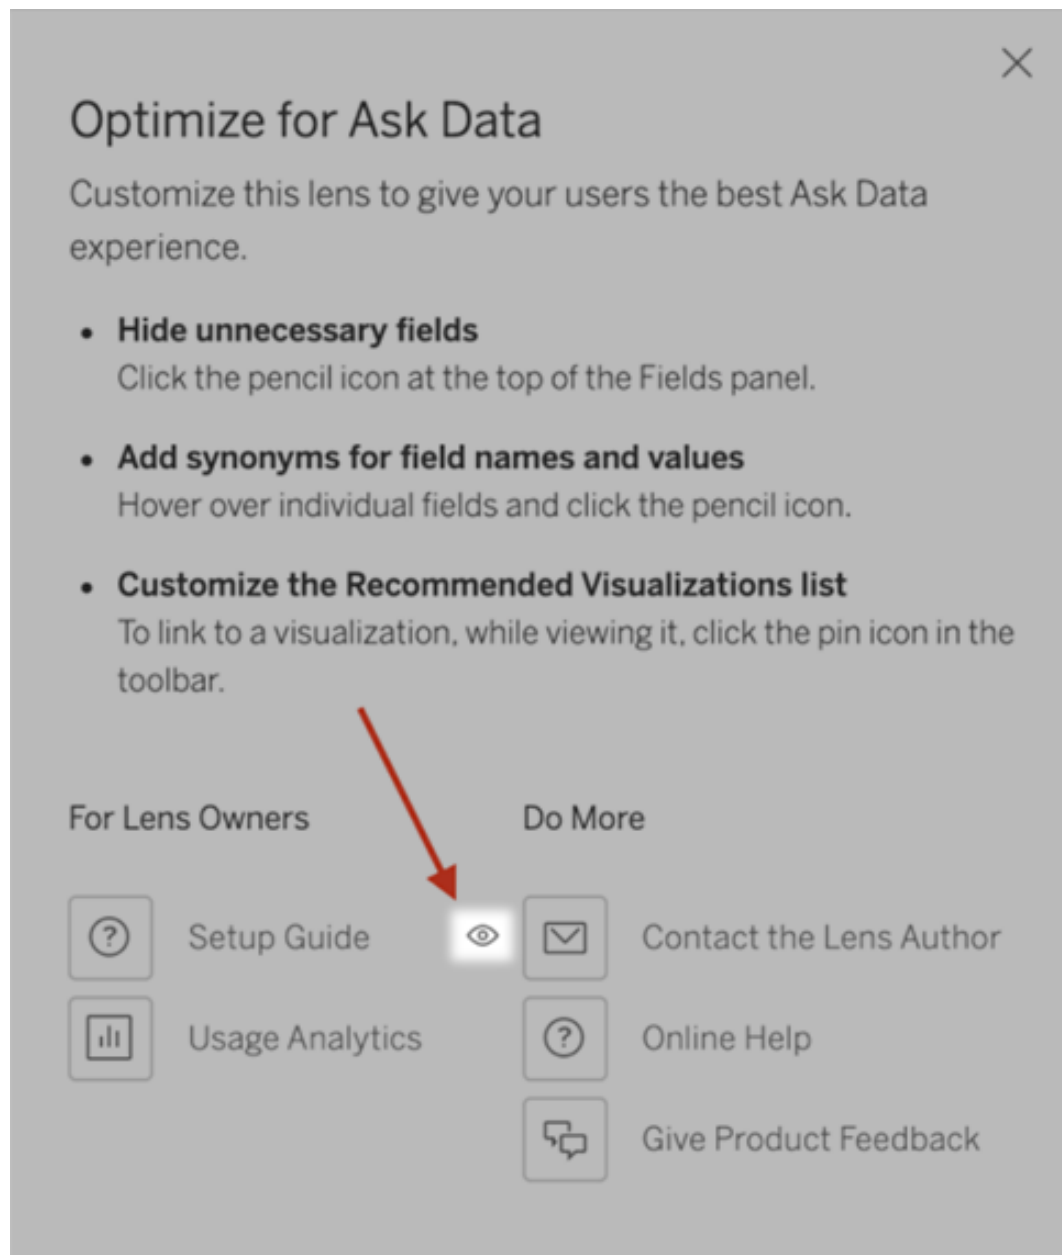 Optimize for Ask Data
Customize this lens to give your users the best Ask Data
experience.
• Hide unnecessary fields
Click the pencil icon at the top of the Fields panel.
• Add synonyms for field names and values
Hover over individual fields and click the pencil icon.
• Customize the Recommended Visualizations list
To link to a visualization, while viewing it, click the pin icon in the
toolbar.
For Lens Owners
Setup Guide
Usage Analytics
Do More
Contact the Lens Author
Online Help
Give Product Feedback